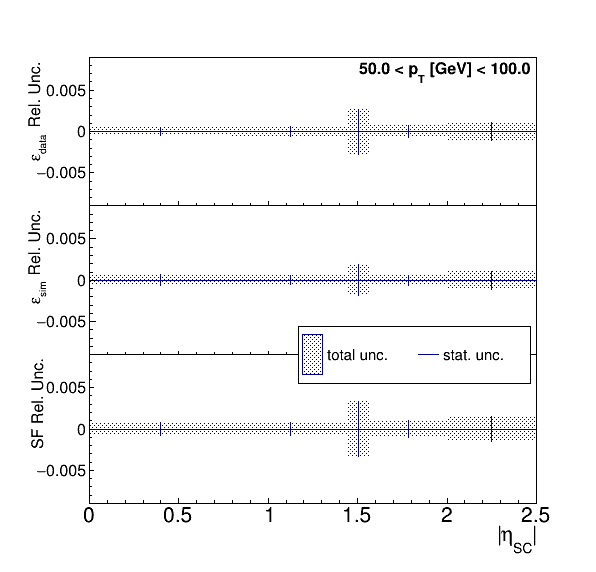 50.0 < p_T [GeV] < 100.0
ε_data Rel. Unc.
0.005
0
−0.005
ε_sim Rel. Unc.
0.005
0
−0.005
total unc.
stat. unc.
SF Rel. Unc.
0.005
0
−0.005
0 0.5 1 1.5 2 2.5
|η_SC|